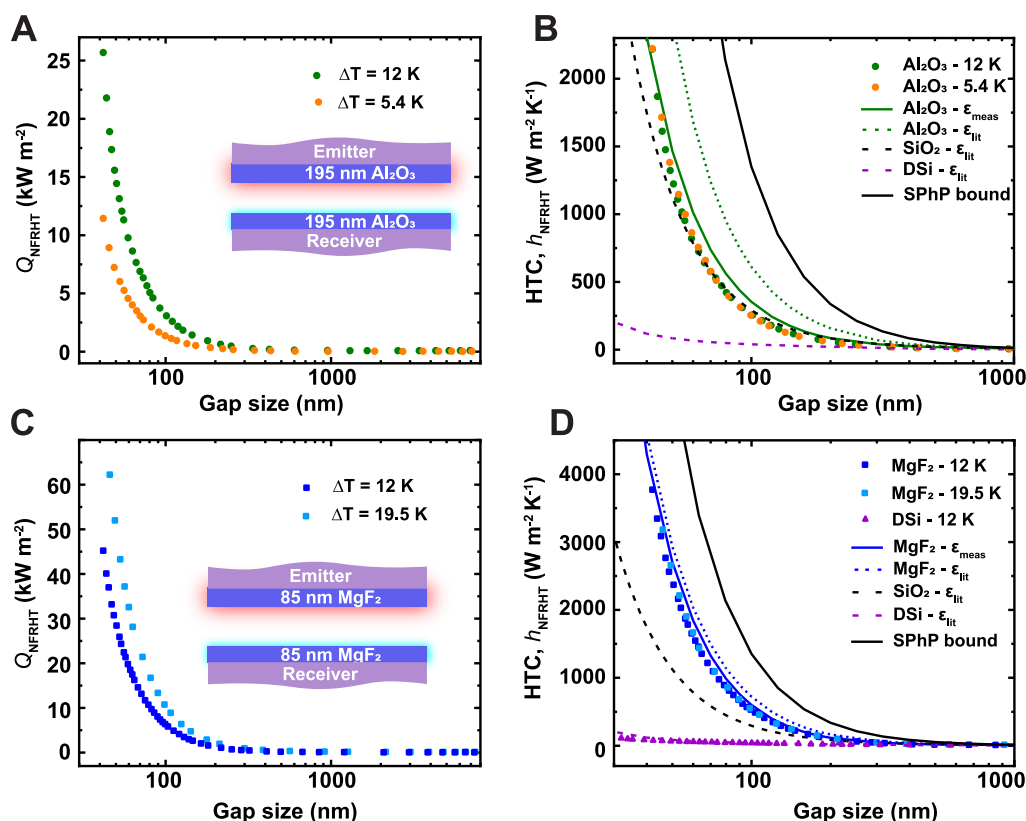 A
Q_NFRHT (kW m⁻²)
25
20
15
10
5
0
ΔT = 12 K
ΔT = 5.4 K
Emitter
195 nm Al₂O₃
195 nm Al₂O₃
Receiver
100
1000
Gap size (nm)
B
HTC, h_NFRHT (W m⁻² K⁻¹)
2000
1500
1000
500
0
Al₂O₃ - 12 K
Al₂O₃ - 5.4 K
Al₂O₃ - ε_meas
Al₂O₃ - ε_lit
SiO₂ - ε_lit
DSi - ε_lit
SPhP bound
100
1000
Gap size (nm)
C
Q_NFRHT (kW m⁻²)
60
50
40
30
20
10
0
ΔT = 12 K
ΔT = 19.5 K
Emitter
85 nm MgF₂
85 nm MgF₂
Receiver
100
1000
Gap size (nm)
D
HTC, h_NFRHT (W m⁻² K⁻¹)
4000
3000
2000
1000
0
MgF₂ - 12 K
MgF₂ - 19.5 K
DSi - 12 K
MgF₂ - ε_meas
MgF₂ - ε_lit
SiO₂ - ε_lit
DSi - ε_lit
SPhP bound
100
1000
Gap size (nm)